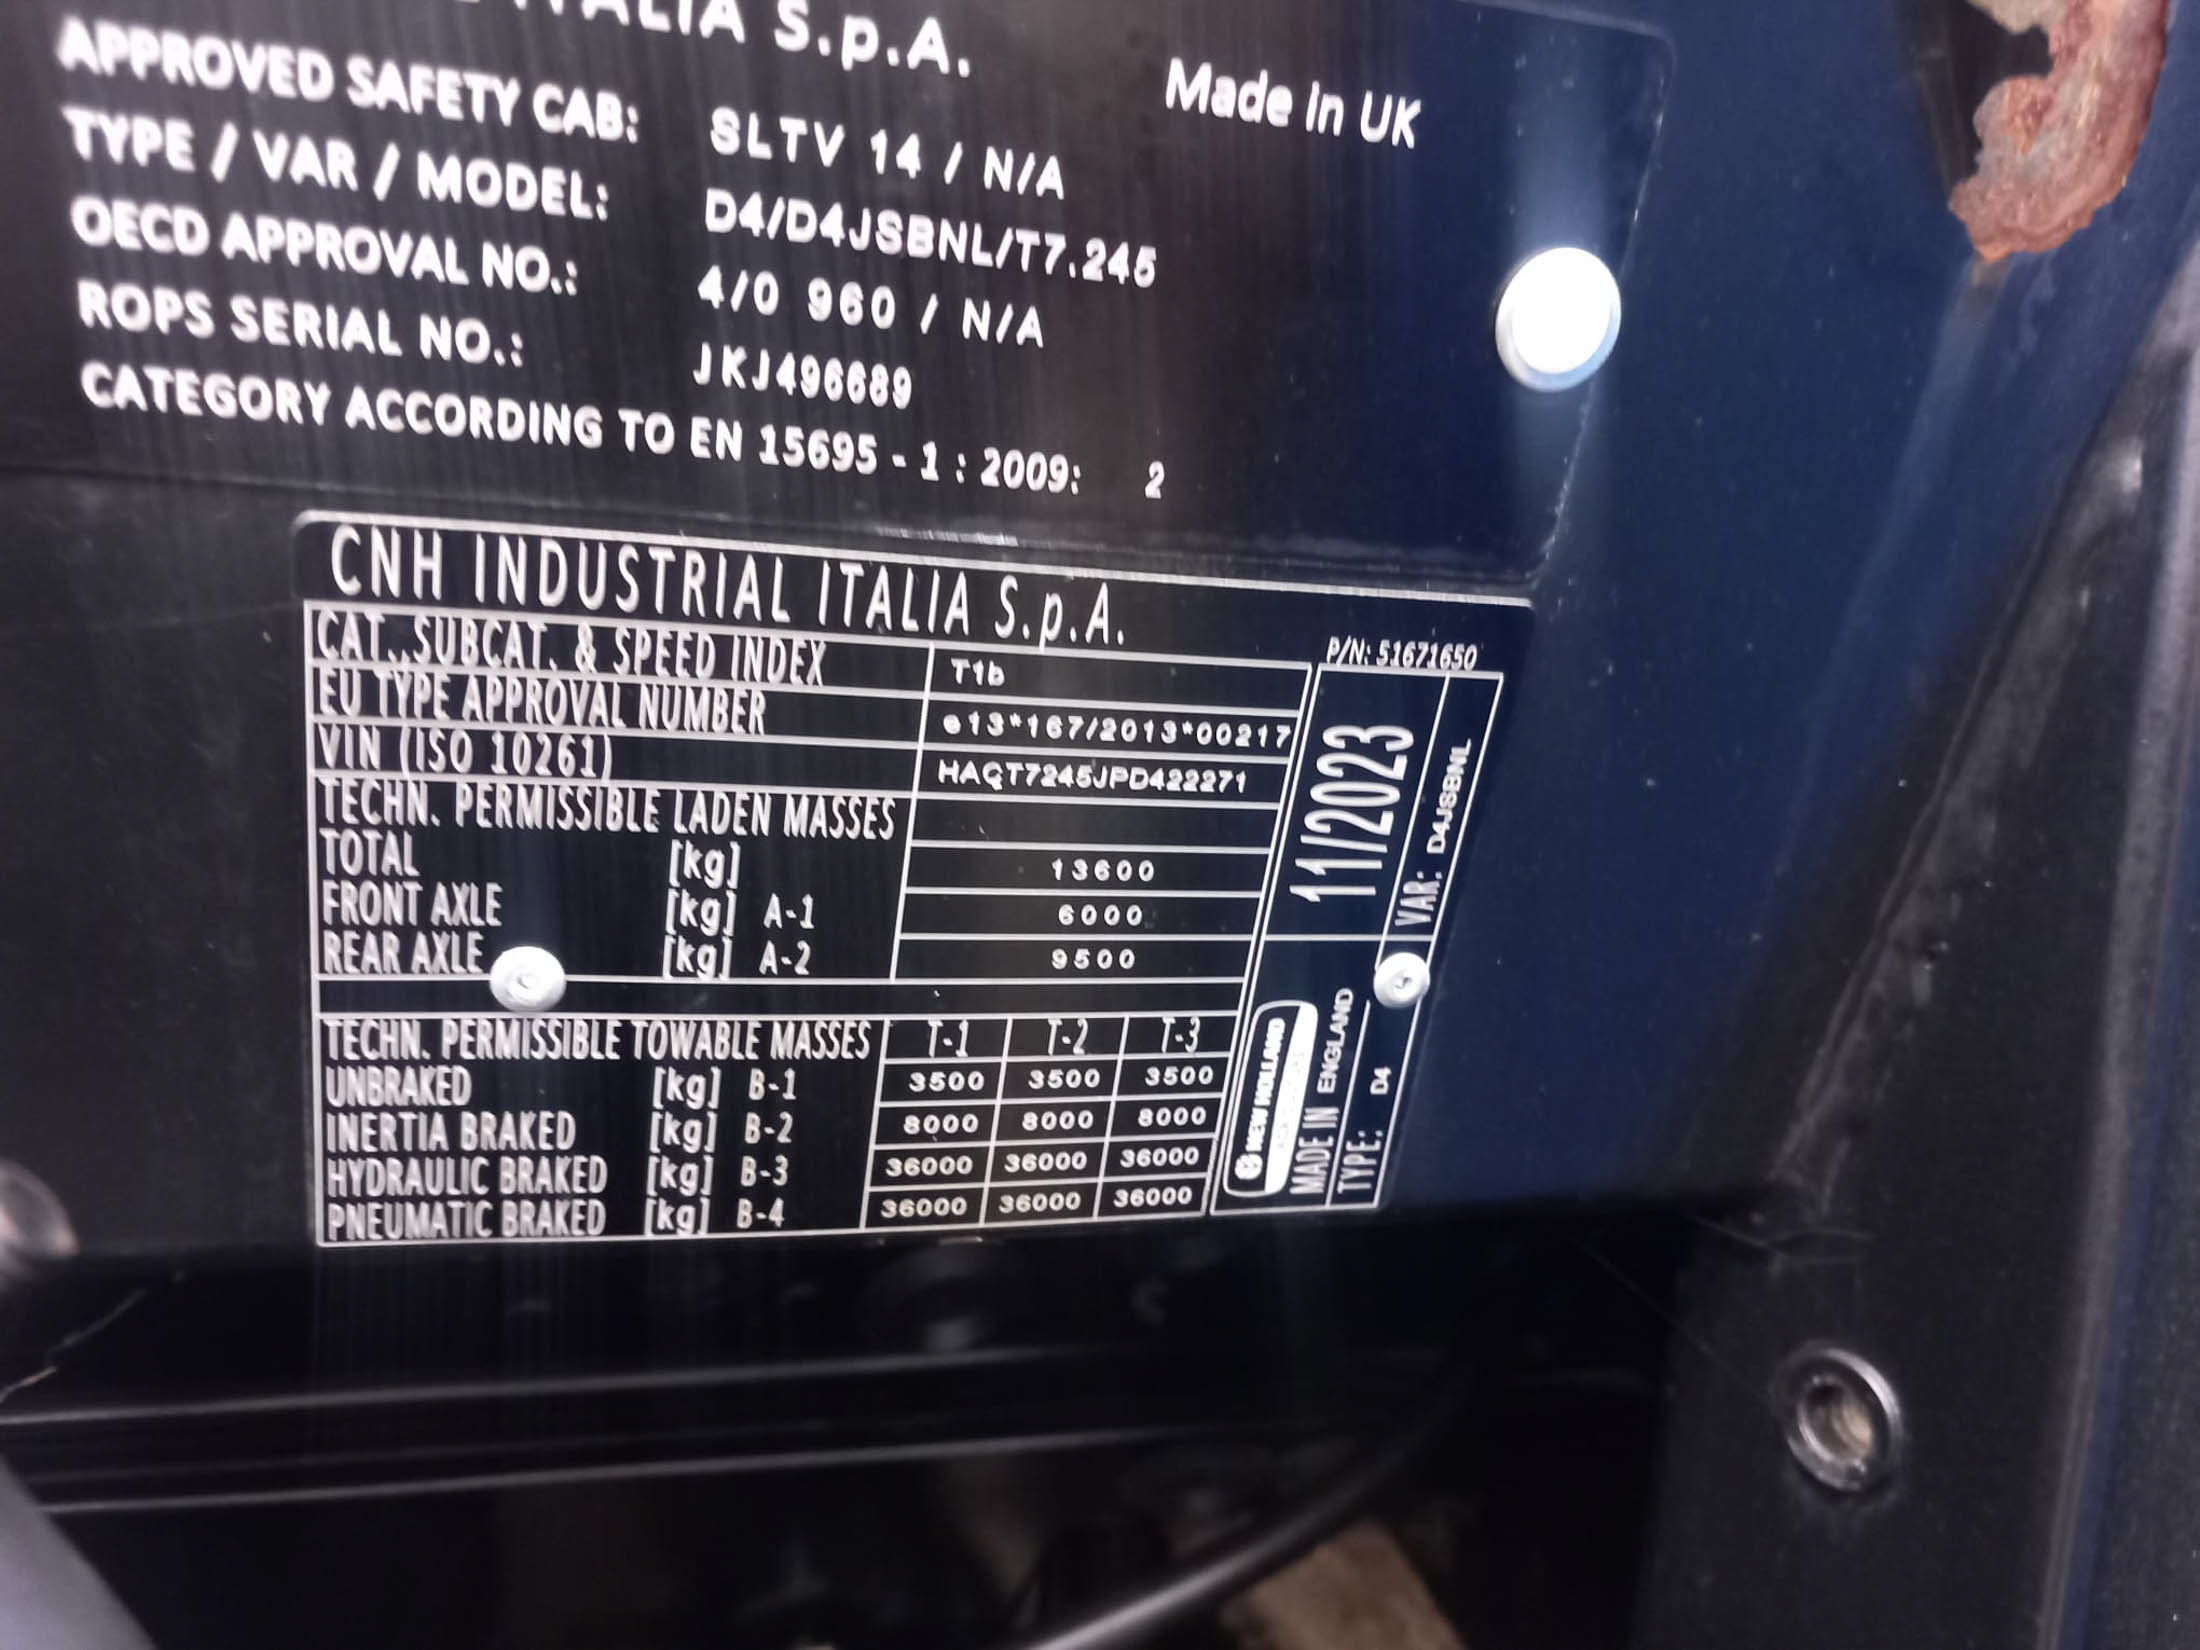 ITALIA S.p.A.
Made in UK
APPROVED SAFETY CAB: SLTV 14 / N/A
TYPE / VAR / MODEL: D4/D4JSBNL/T7.245
OECD APPROVAL NO.: 4/0 960 / N/A
ROPS SERIAL NO.: JKJ496689
CATEGORY ACCORDING TO EN 15695 - 1 : 2009: 2
CNH INDUSTRIAL ITALIA S.p.A.
P/N: 51671650
CAT.,SUBCAT. & SPEED INDEX T1b
EU TYPE APPROVAL NUMBER e13*167/2013*00217
VIN (ISO 10261) HAQT7245JPD422271
TECHN. PERMISSIBLE LADEN MASSES
TOTAL [kg] 13600
FRONT AXLE [kg] A-1 6000
REAR AXLE [kg] A-2 9500
TECHN. PERMISSIBLE TOWABLE MASSES T-1 T-2 T-3
UNBRAKED [kg] B-1 3500 3500 3500
INERTIA BRAKED [kg] B-2 8000 8000 8000
HYDRAULIC BRAKED [kg] B-3 36000 36000 36000
PNEUMATIC BRAKED [kg] B-4 36000 36000 36000
11/2023
VAR: D4JSBNL
NEW HOLLAND
MADE IN ENGLAND
TYPE: D4